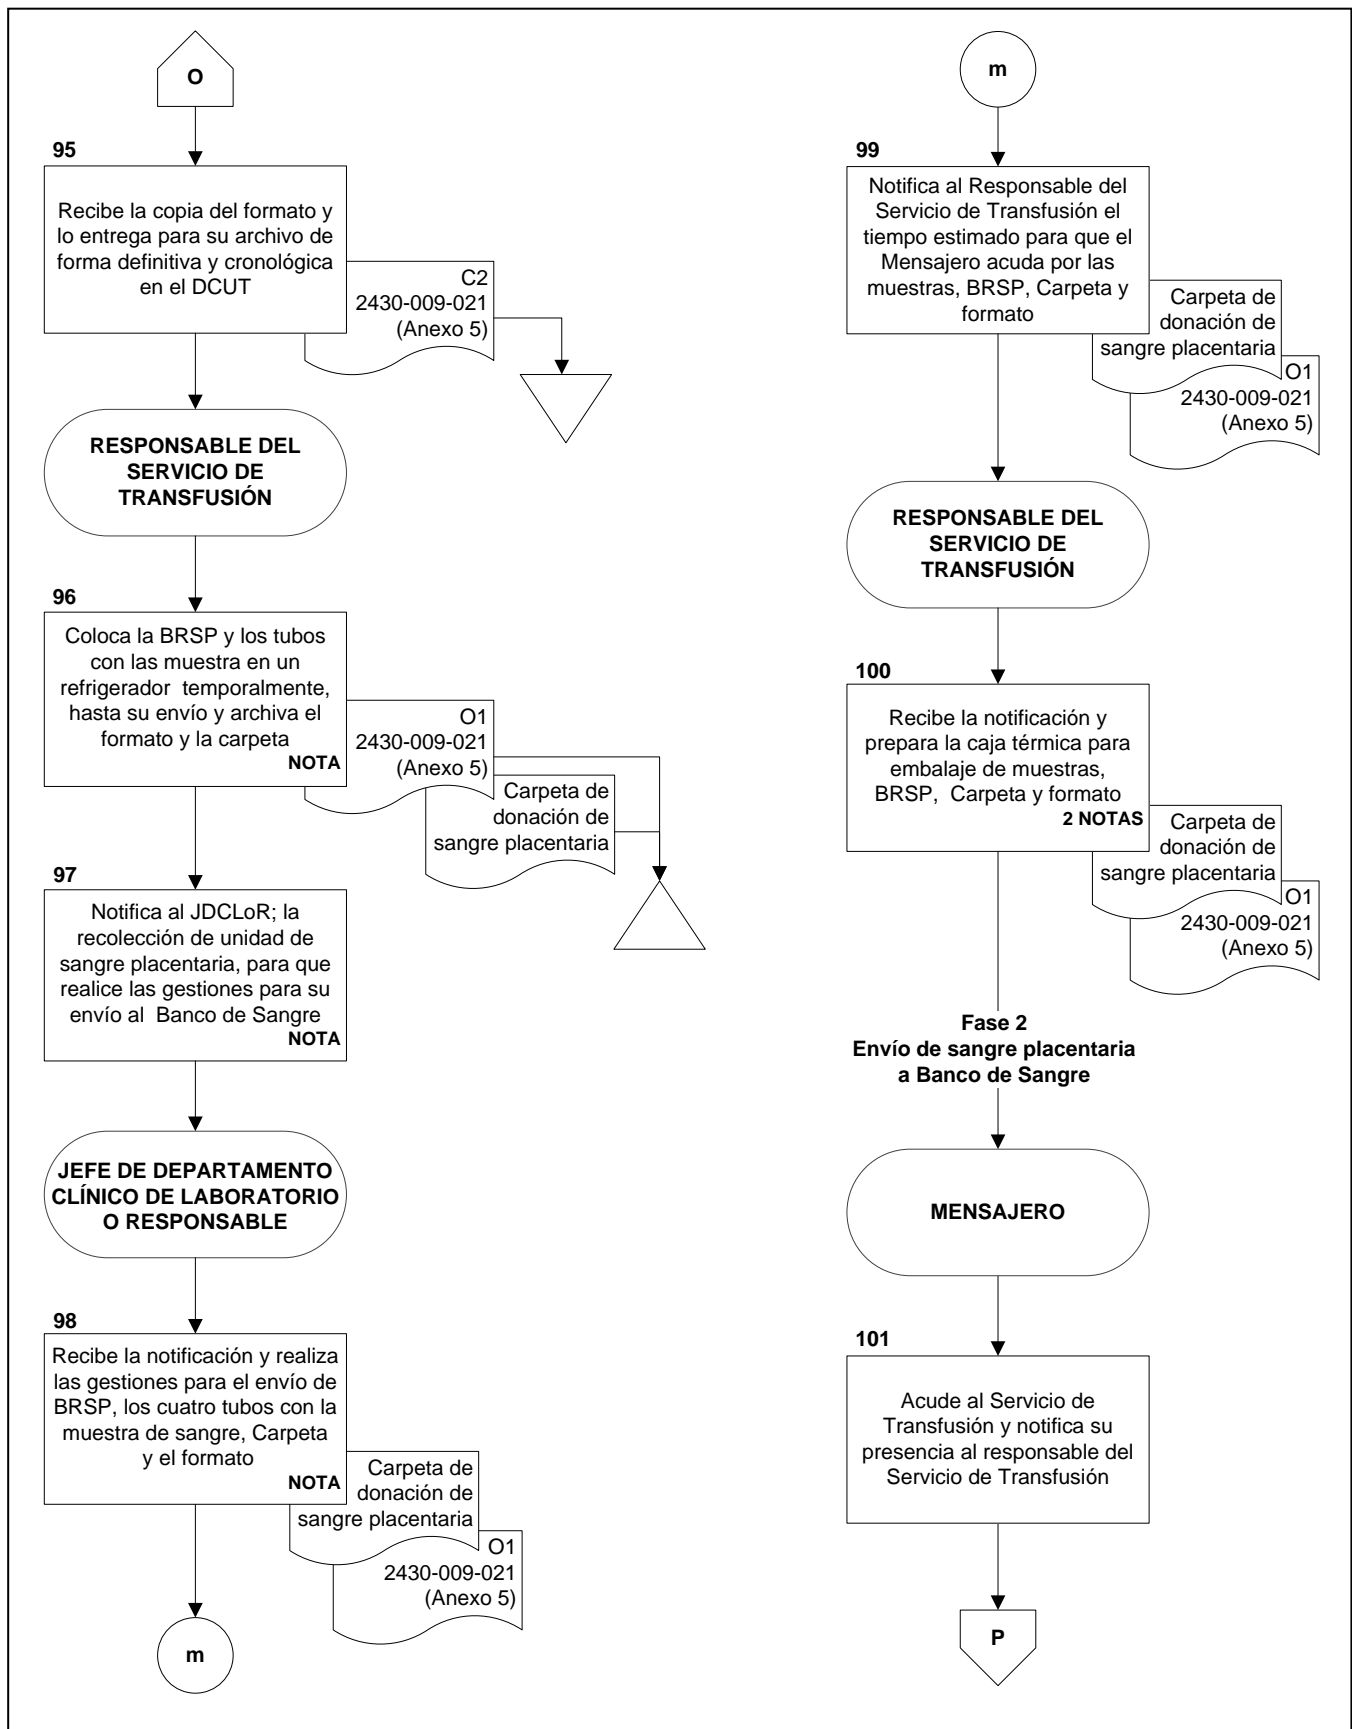 O
95
Recibe la copia del formato y
lo entrega para su archivo de
forma definitiva y cronológica
en el DCUT
C2
2430-009-021
(Anexo 5)
RESPONSABLE DEL
SERVICIO DE
TRANSFUSIÓN
96
Coloca la BRSP y los tubos
con las muestra en un
refrigerador temporalmente,
hasta su envío y archiva el
formato y la carpeta
NOTA
O1
2430-009-021
(Anexo 5)
Carpeta de
donación de
sangre placentaria
97
Notifica al JDCLoR; la
recolección de unidad de
sangre placentaria, para que
realice las gestiones para su
envío al Banco de Sangre
NOTA
JEFE DE DEPARTAMENTO
CLÍNICO DE LABORATORIO
O RESPONSABLE
98
Recibe la notificación y realiza
las gestiones para el envío de
BRSP, los cuatro tubos con la
muestra de sangre, Carpeta
y el formato
NOTA
Carpeta de
donación de
sangre placentaria
O1
2430-009-021
(Anexo 5)
m
m
99
Notifica al Responsable del
Servicio de Transfusión el
tiempo estimado para que el
Mensajero acuda por las
muestras, BRSP, Carpeta y
formato
Carpeta de
donación de
sangre placentaria
O1
2430-009-021
(Anexo 5)
RESPONSABLE DEL
SERVICIO DE
TRANSFUSIÓN
100
Recibe la notificación y
prepara la caja térmica para
embalaje de muestras,
BRSP, Carpeta y formato
2 NOTAS
Carpeta de
donación de
sangre placentaria
O1
2430-009-021
(Anexo 5)
Fase 2
Envío de sangre placentaria
a Banco de Sangre
MENSAJERO
101
Acude al Servicio de
Transfusión y notifica su
presencia al responsable del
Servicio de Transfusión
P